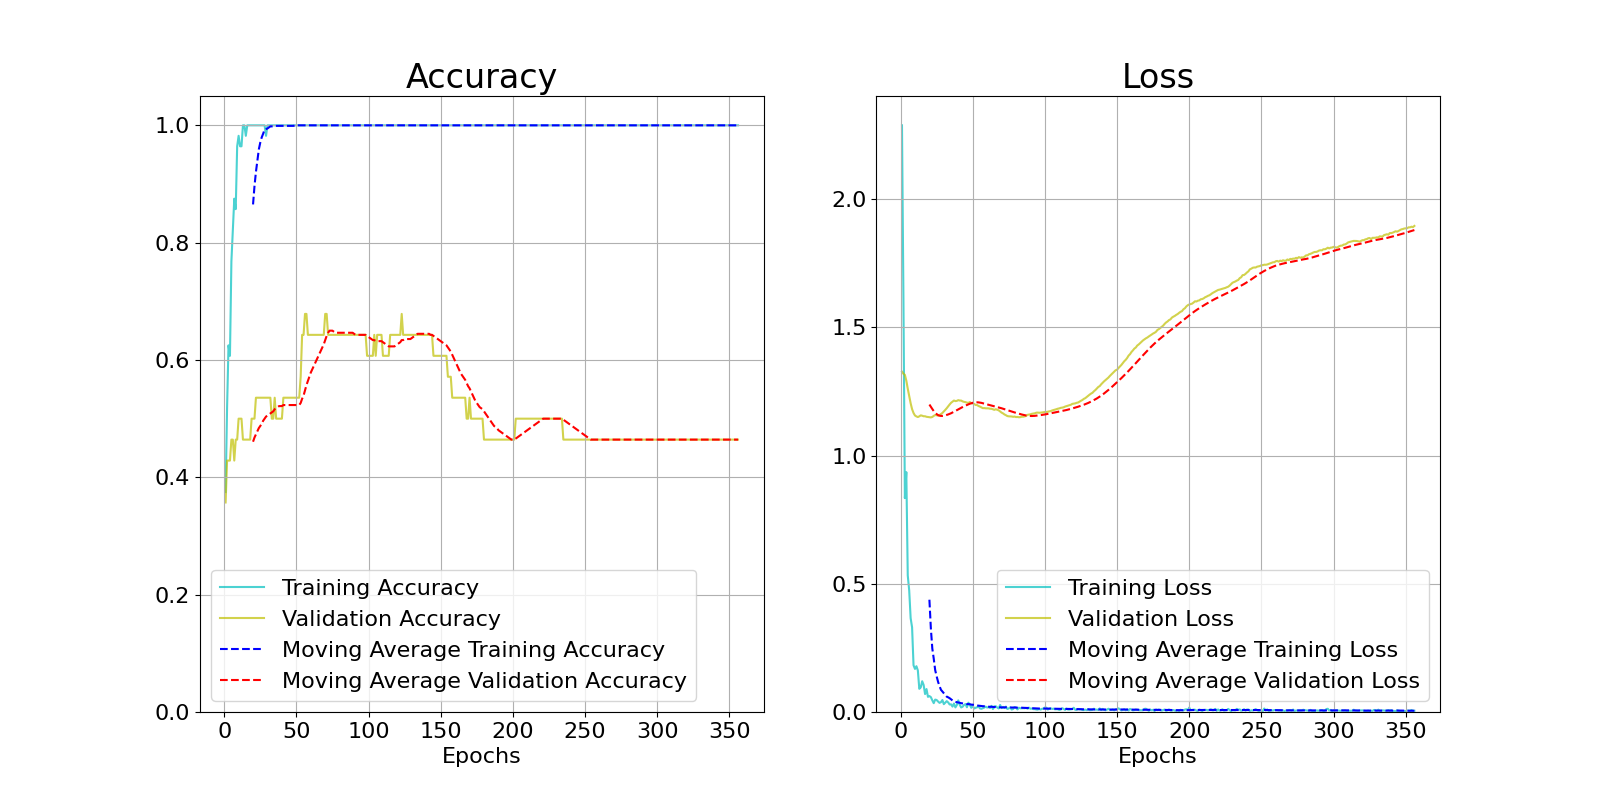 Accuracy
1.0
0.8
0.6
0.4
0.2
0.0
0 50 100 150 200 250 300 350
Epochs
Training Accuracy
Validation Accuracy
Moving Average Training Accuracy
Moving Average Validation Accuracy
Loss
2.0
1.5
1.0
0.5
0.0
0 50 100 150 200 250 300 350
Epochs
Training Loss
Validation Loss
Moving Average Training Loss
Moving Average Validation Loss